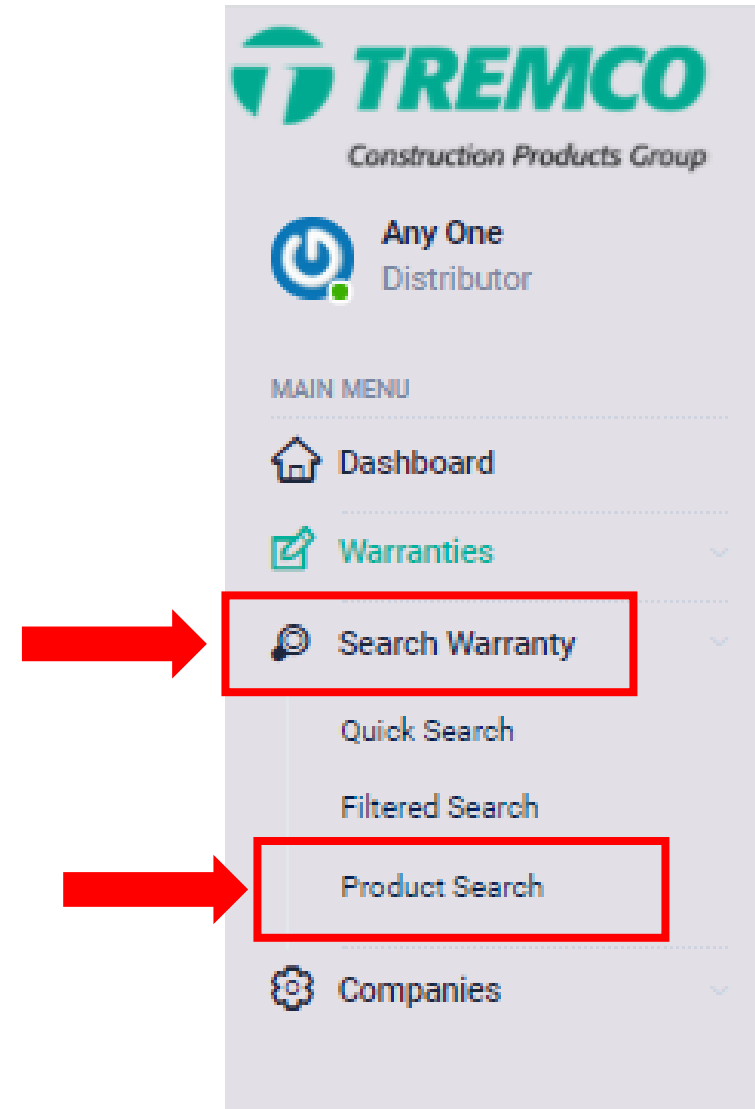 TREMCO
Construction Products Group
Any One
Distributor
MAIN MENU
Dashboard
Warranties
Search Warranty
Quick Search
Filtered Search
Product Search
Companies